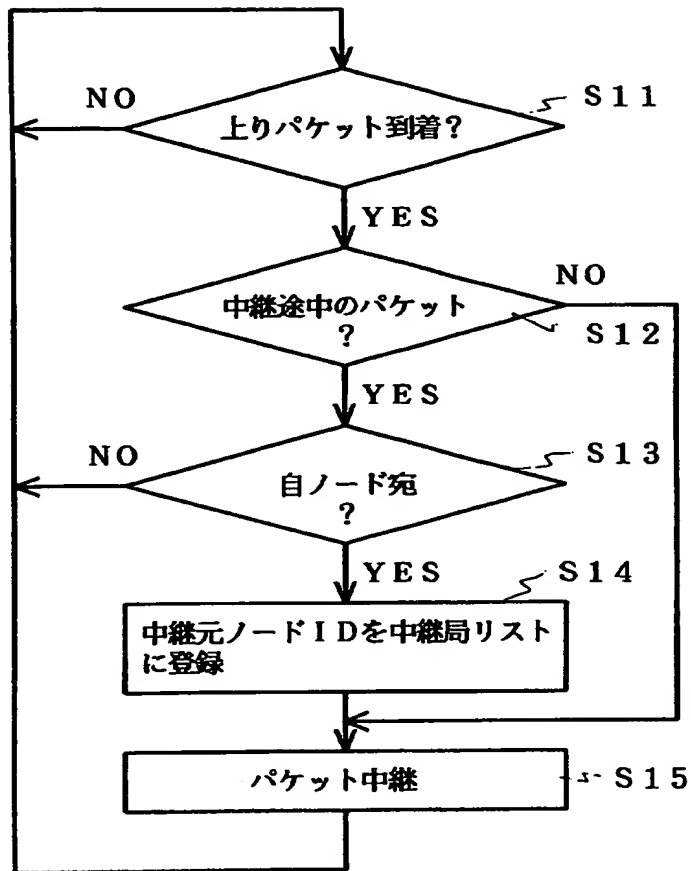 NO
上りパケット到着？
S11
YES
中継途中のパケット
？
NO
S12
YES
NO
自ノード宛
？
S13
YES
S14
中継元ノードIDを中継局リスト
に登録
パケット中継
S15